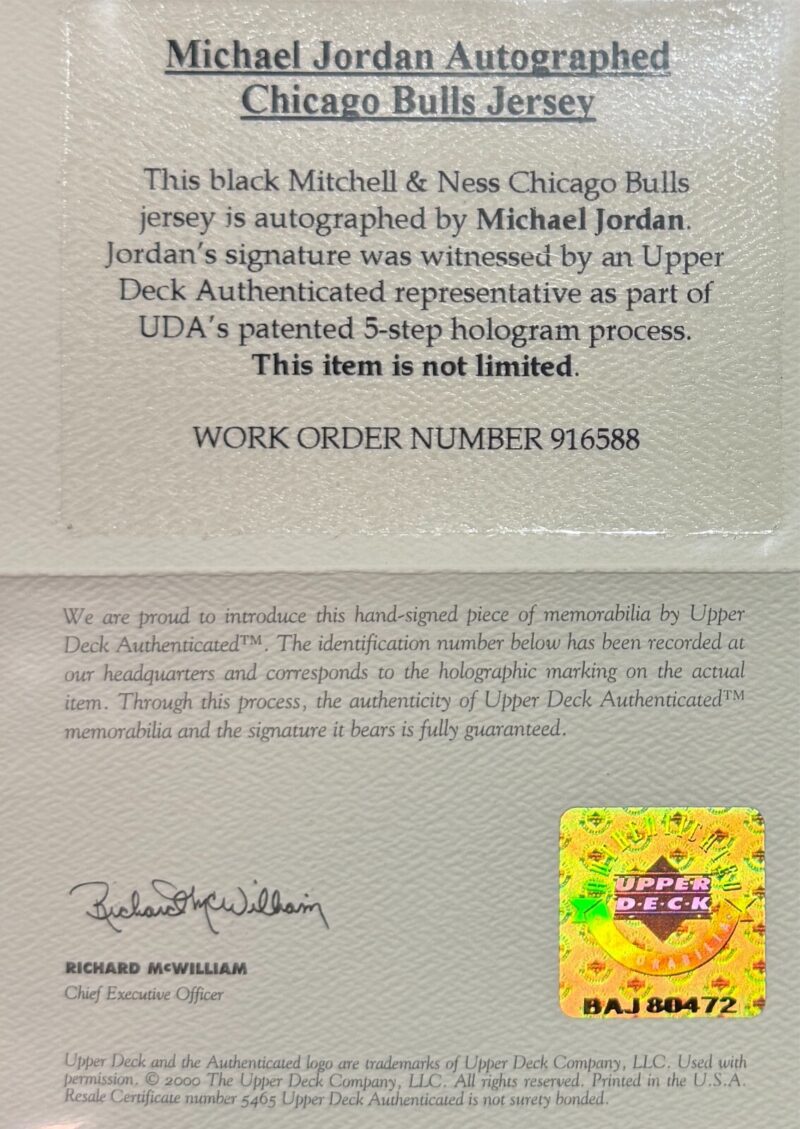 Michael Jordan Autographed
Chicago Bulls Jersey
This black Mitchell & Ness Chicago Bulls
jersey is autographed by Michael Jordan.
Jordan's signature was witnessed by an Upper
Deck Authenticated representative as part of
UDA's patented 5-step hologram process.
This item is not limited.
WORK ORDER NUMBER 916588
We are proud to introduce this hand-signed piece of memorabilia by Upper
Deck Authenticated™. The identification number below has been recorded at
our headquarters and corresponds to the holographic marking on the actual
item. Through this process, the authenticity of Upper Deck Authenticated™
memorabilia and the signature it bears is fully guaranteed.
Richard McWilliam
RICHARD McWILLIAM
Chief Executive Officer
AUTHENTICATED
UPPER
D·E·C·K
MEMORABILIA
BAJ 80472
Upper Deck and the Authenticated logo are trademarks of Upper Deck Company, LLC. Used with
permission. © 2000 The Upper Deck Company, LLC. All rights reserved. Printed in the U.S.A.
Resale Certificate number 5465 Upper Deck Authenticated is not surety bonded.